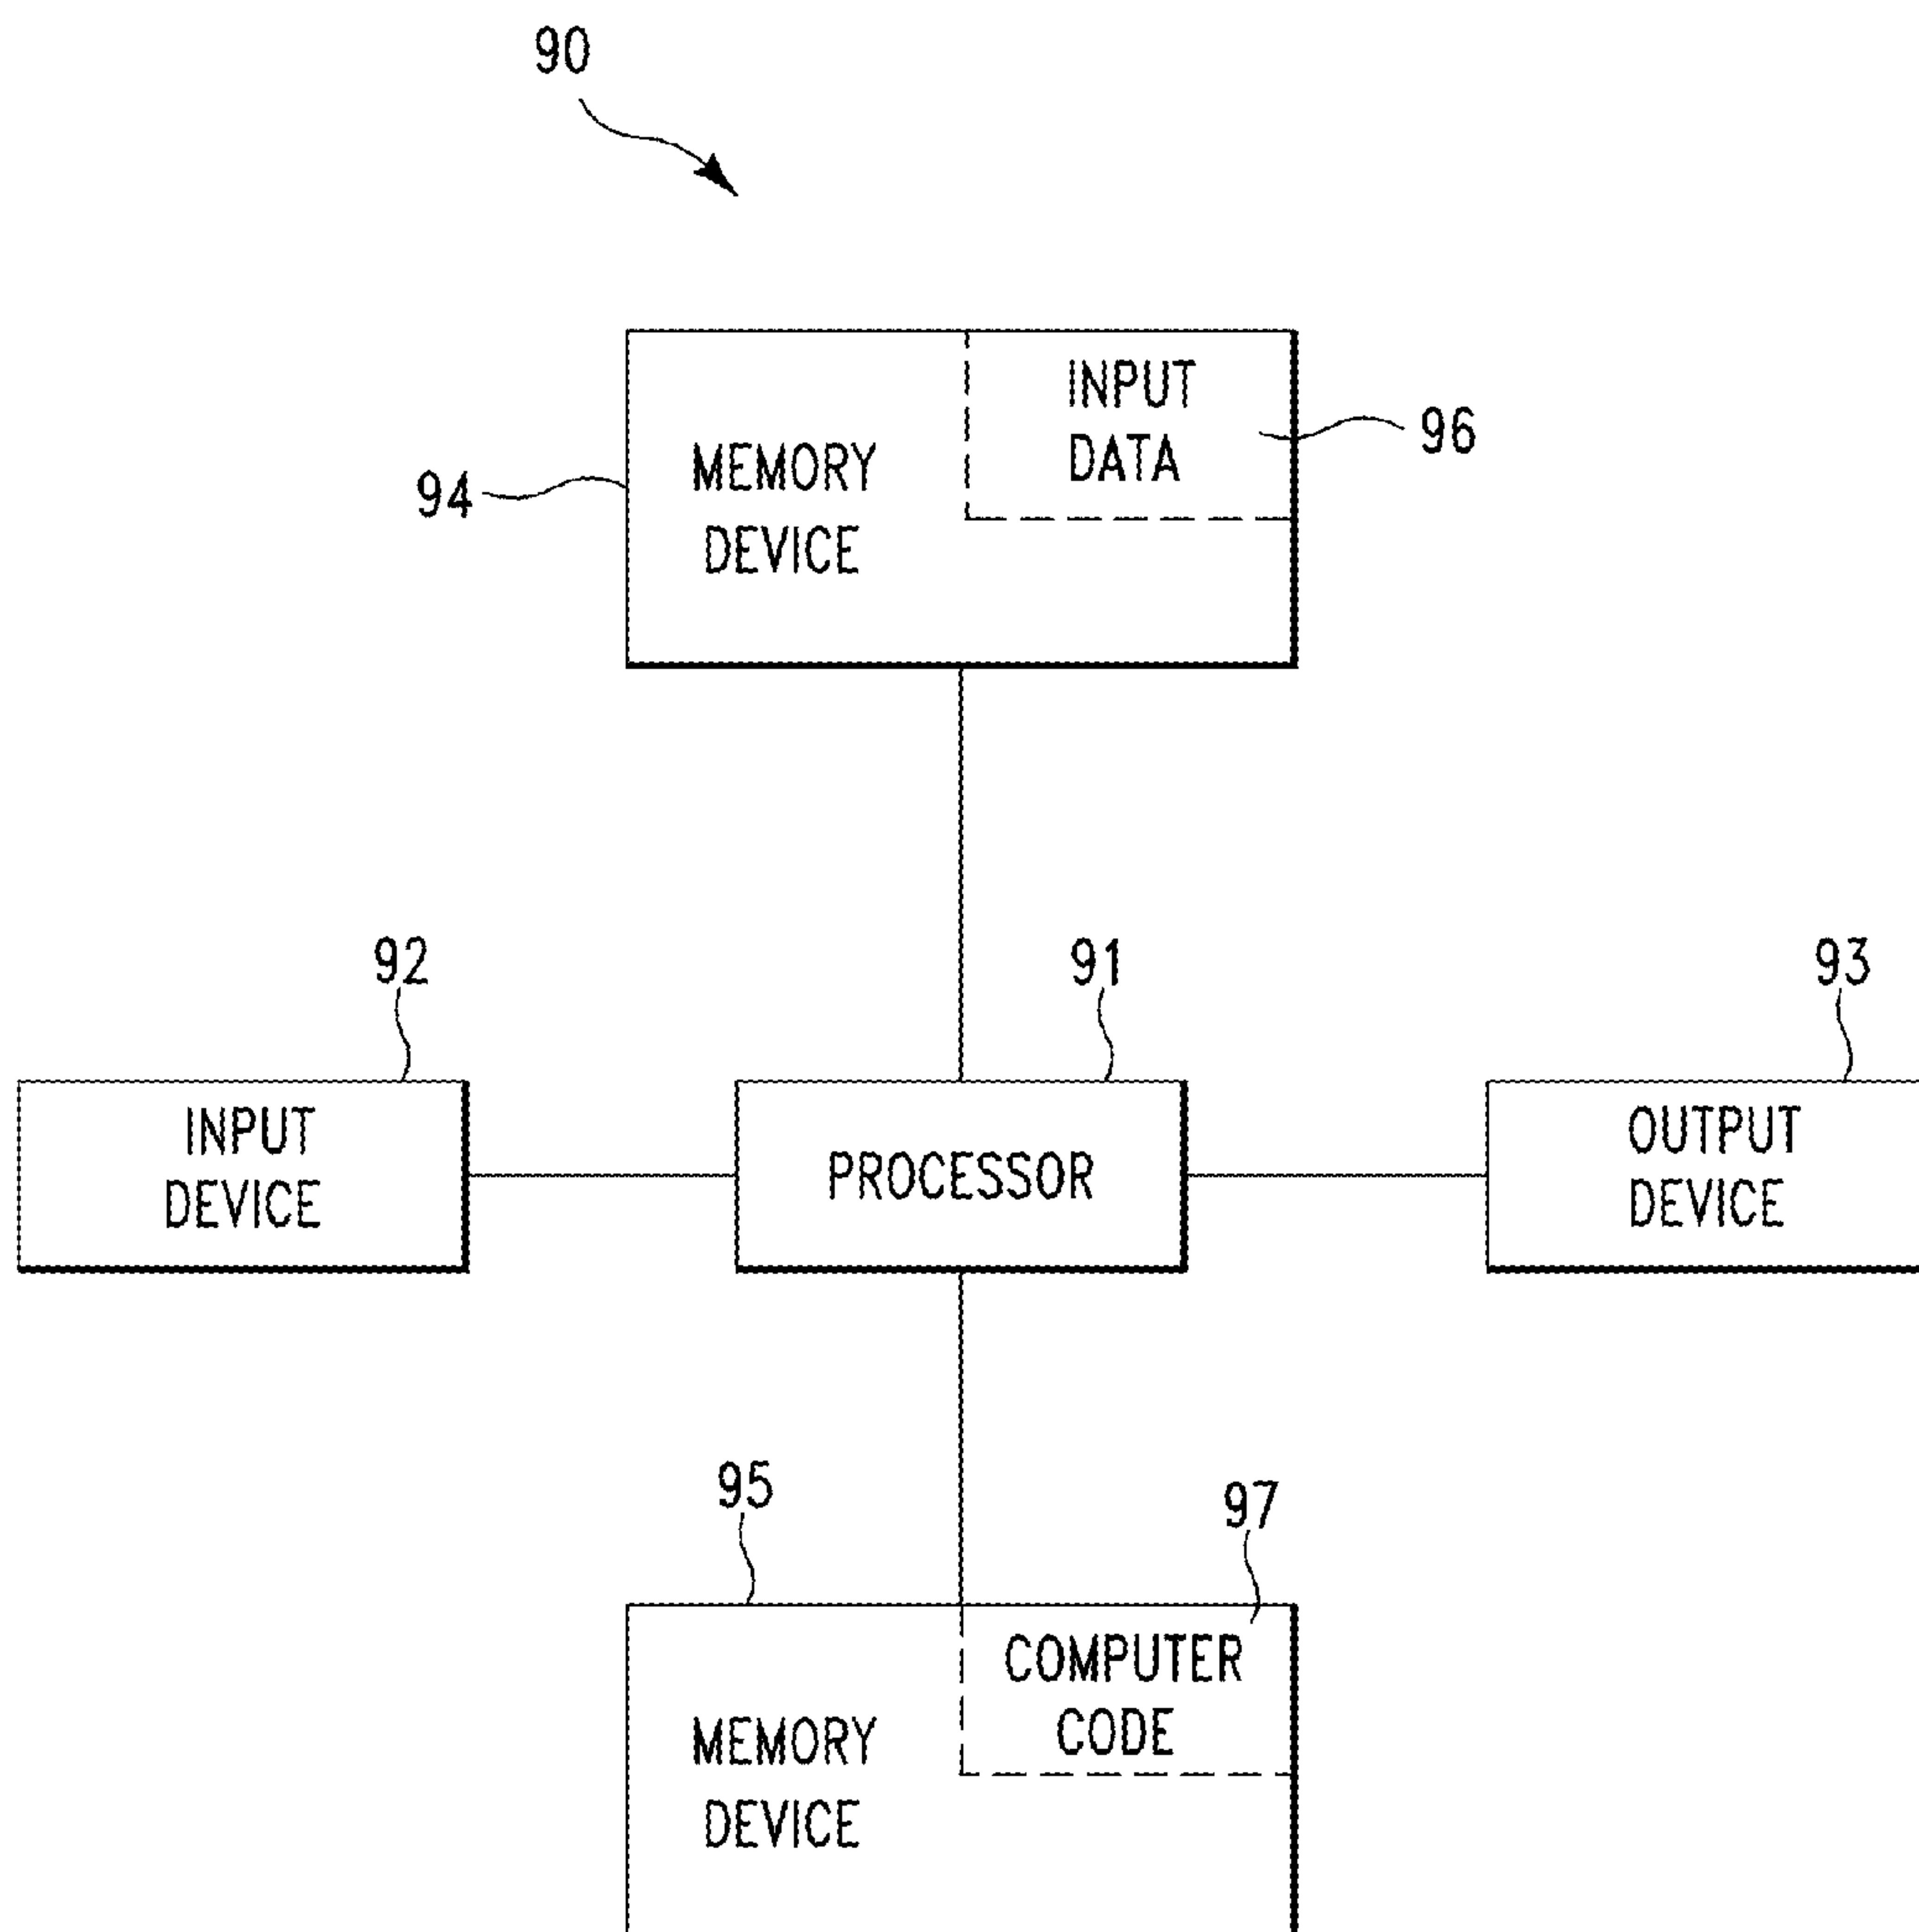 90
INPUT
DATA
96
MEMORY
DEVICE
94
92
91
93
INPUT
DEVICE
PROCESSOR
OUTPUT
DEVICE
95
97
COMPUTER
CODE
MEMORY
DEVICE